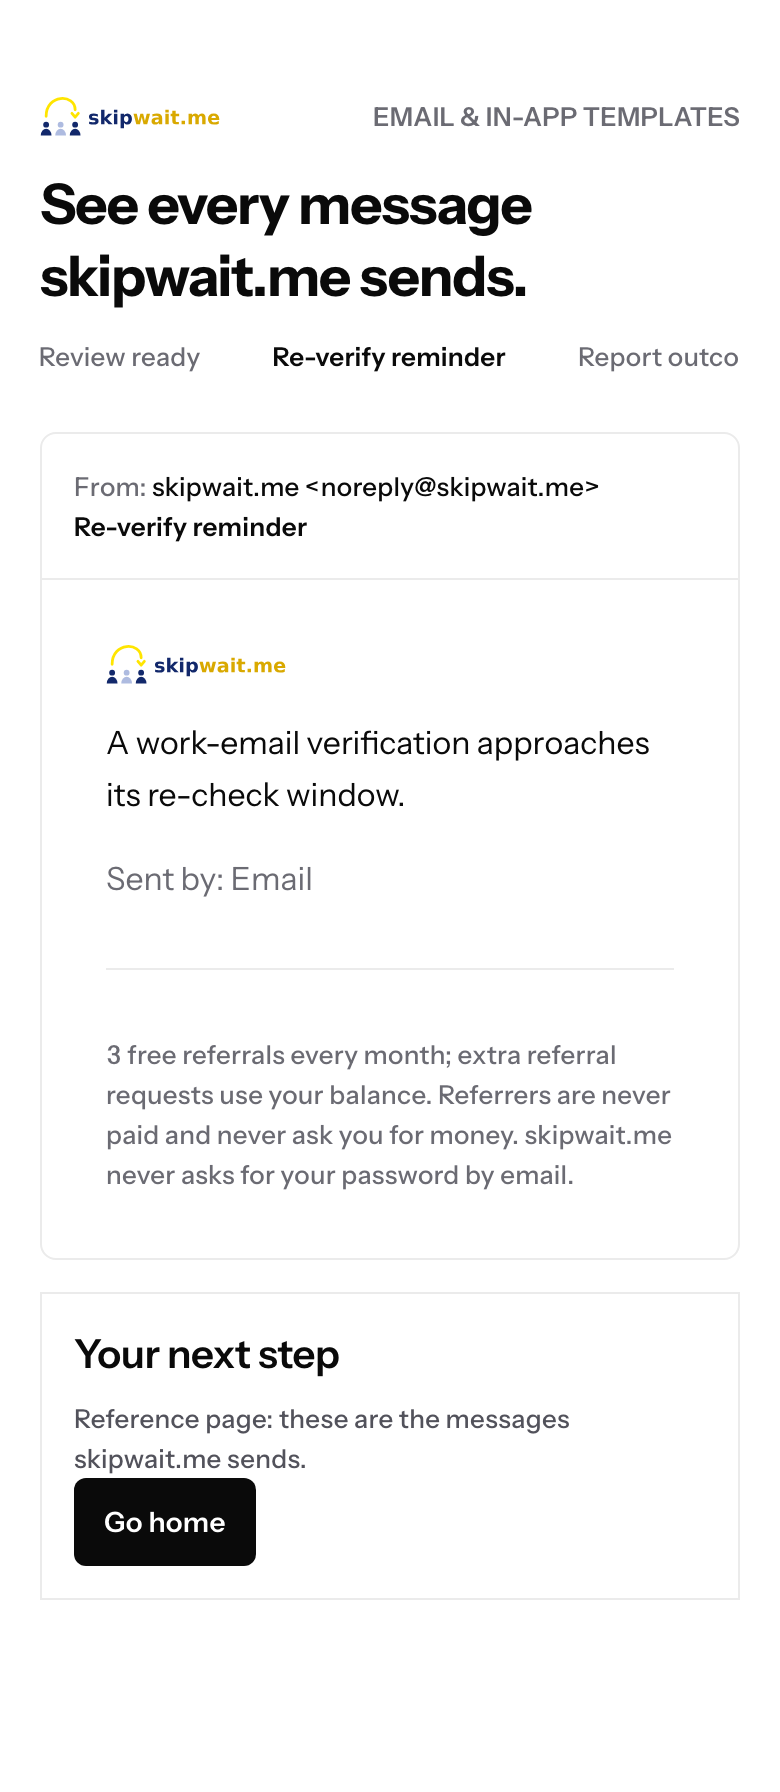 skipwait.me
EMAIL & IN-APP TEMPLATES
See every message
skipwait.me sends.
Review ready
Re-verify reminder
Report outco
From: skipwait.me <noreply@skipwait.me>
Re-verify reminder
skipwait.me
A work-email verification approaches
its re-check window.
Sent by: Email
3 free referrals every month; extra referral
requests use your balance. Referrers are never
paid and never ask you for money. skipwait.me
never asks for your password by email.
Your next step
Reference page: these are the messages
skipwait.me sends.
Go home